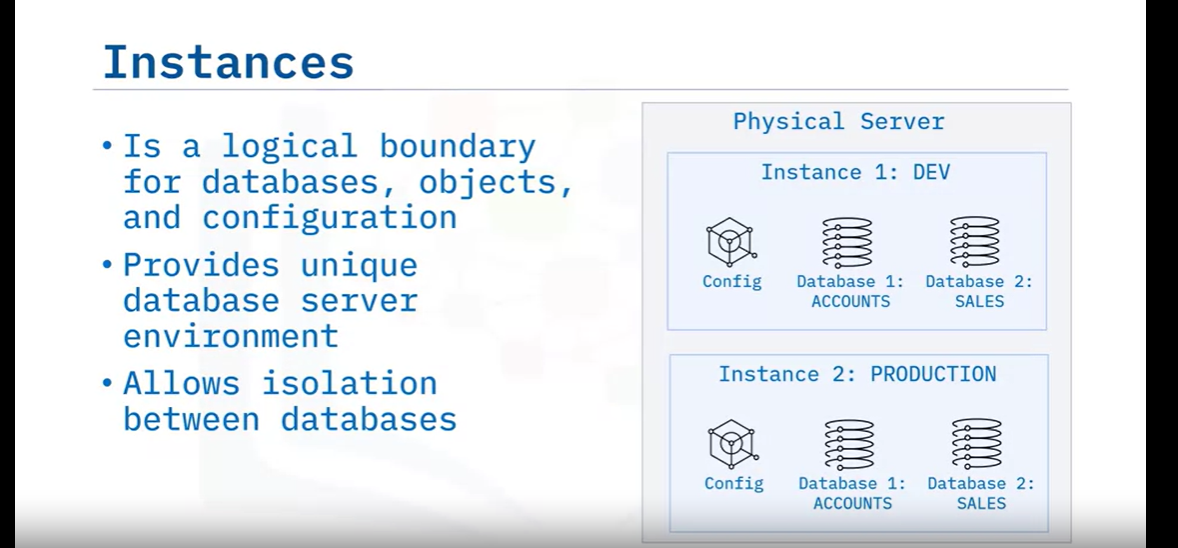 Instances
• Is a logical boundary
for databases, objects,
and configuration
• Provides unique
database server
environment
• Allows isolation
between databases
Physical Server
Instance 1: DEV
Config
Database 1:
ACCOUNTS
Database 2:
SALES
Instance 2: PRODUCTION
Config
Database 1:
ACCOUNTS
Database 2:
SALES